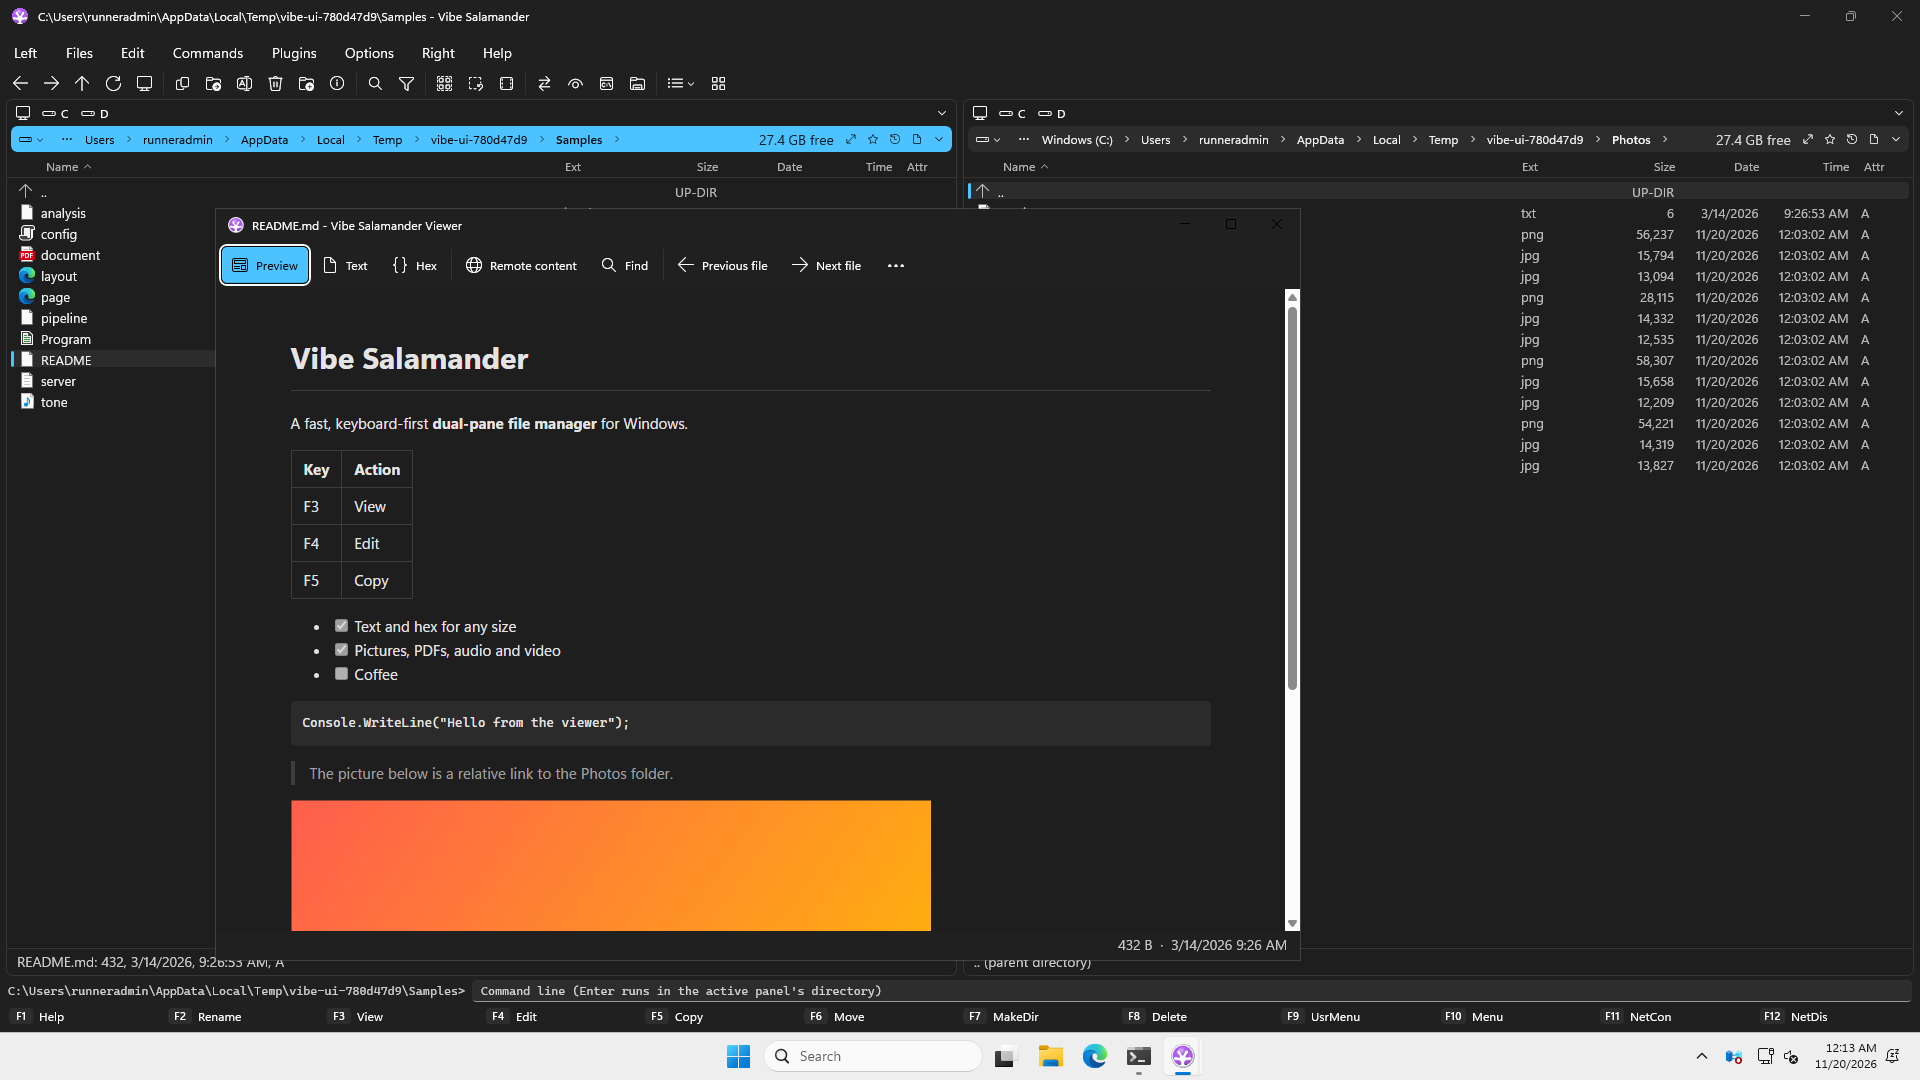 C:\Users\runneradmin\AppData\Local\Temp\vibe-ui-780d47d9\Samples - Vibe Salamander
Left Files Edit Commands Plugins Options Right Help
C D
C D
Users runneradmin AppData Local Temp vibe-ui-780d47d9 Samples 27.4 GB free
Windows (C:) Users runneradmin AppData Local Temp vibe-ui-780d47d9 Photos 27.4 GB free
Name Ext Size Date Time Attr
Name Ext Size Date Time Attr
.. UP-DIR
.. UP-DIR
analysis
config
document
layout
page
pipeline
Program
README
server
tone
txt 6 3/14/2026 9:26:53 AM A
png 56,237 11/20/2026 12:03:02 AM A
jpg 15,794 11/20/2026 12:03:02 AM A
jpg 13,094 11/20/2026 12:03:02 AM A
png 28,115 11/20/2026 12:03:02 AM A
jpg 14,332 11/20/2026 12:03:02 AM A
jpg 12,535 11/20/2026 12:03:02 AM A
png 58,307 11/20/2026 12:03:02 AM A
jpg 15,658 11/20/2026 12:03:02 AM A
jpg 12,209 11/20/2026 12:03:02 AM A
png 54,221 11/20/2026 12:03:02 AM A
jpg 14,319 11/20/2026 12:03:02 AM A
jpg 13,827 11/20/2026 12:03:02 AM A
README.md - Vibe Salamander Viewer
Preview Text Hex Remote content Find Previous file Next file
Vibe Salamander
A fast, keyboard-first dual-pane file manager for Windows.
Key Action
F3 View
F4 Edit
F5 Copy
Text and hex for any size
Pictures, PDFs, audio and video
Coffee
Console.WriteLine("Hello from the viewer");
The picture below is a relative link to the Photos folder.
432 B · 3/14/2026 9:26 AM
README.md: 432, 3/14/2026, 9:26:53 AM, A
.. (parent directory)
C:\Users\runneradmin\AppData\Local\Temp\vibe-ui-780d47d9\Samples> Command line (Enter runs in the active panel's directory)
F1 Help F2 Rename F3 View F4 Edit F5 Copy F6 Move F7 MakeDir F8 Delete F9 UsrMenu F10 Menu F11 NetCon F12 NetDis
Search
12:13 AM
11/20/2026